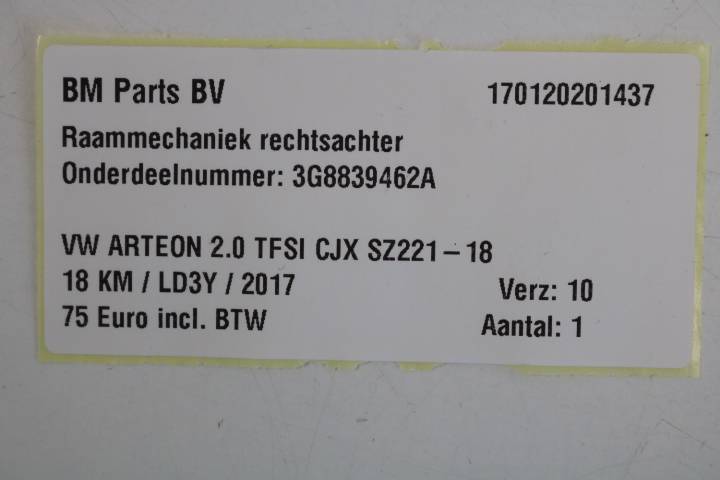 BM Parts BV 170120201437
Raammechaniek rechtsachter
Onderdeelnummer: 3G8839462A
VW ARTEON 2.0 TFSI CJX SZ221-18
18 KM / LD3Y / 2017 Verz: 10
75 Euro incl. BTW Aantal: 1